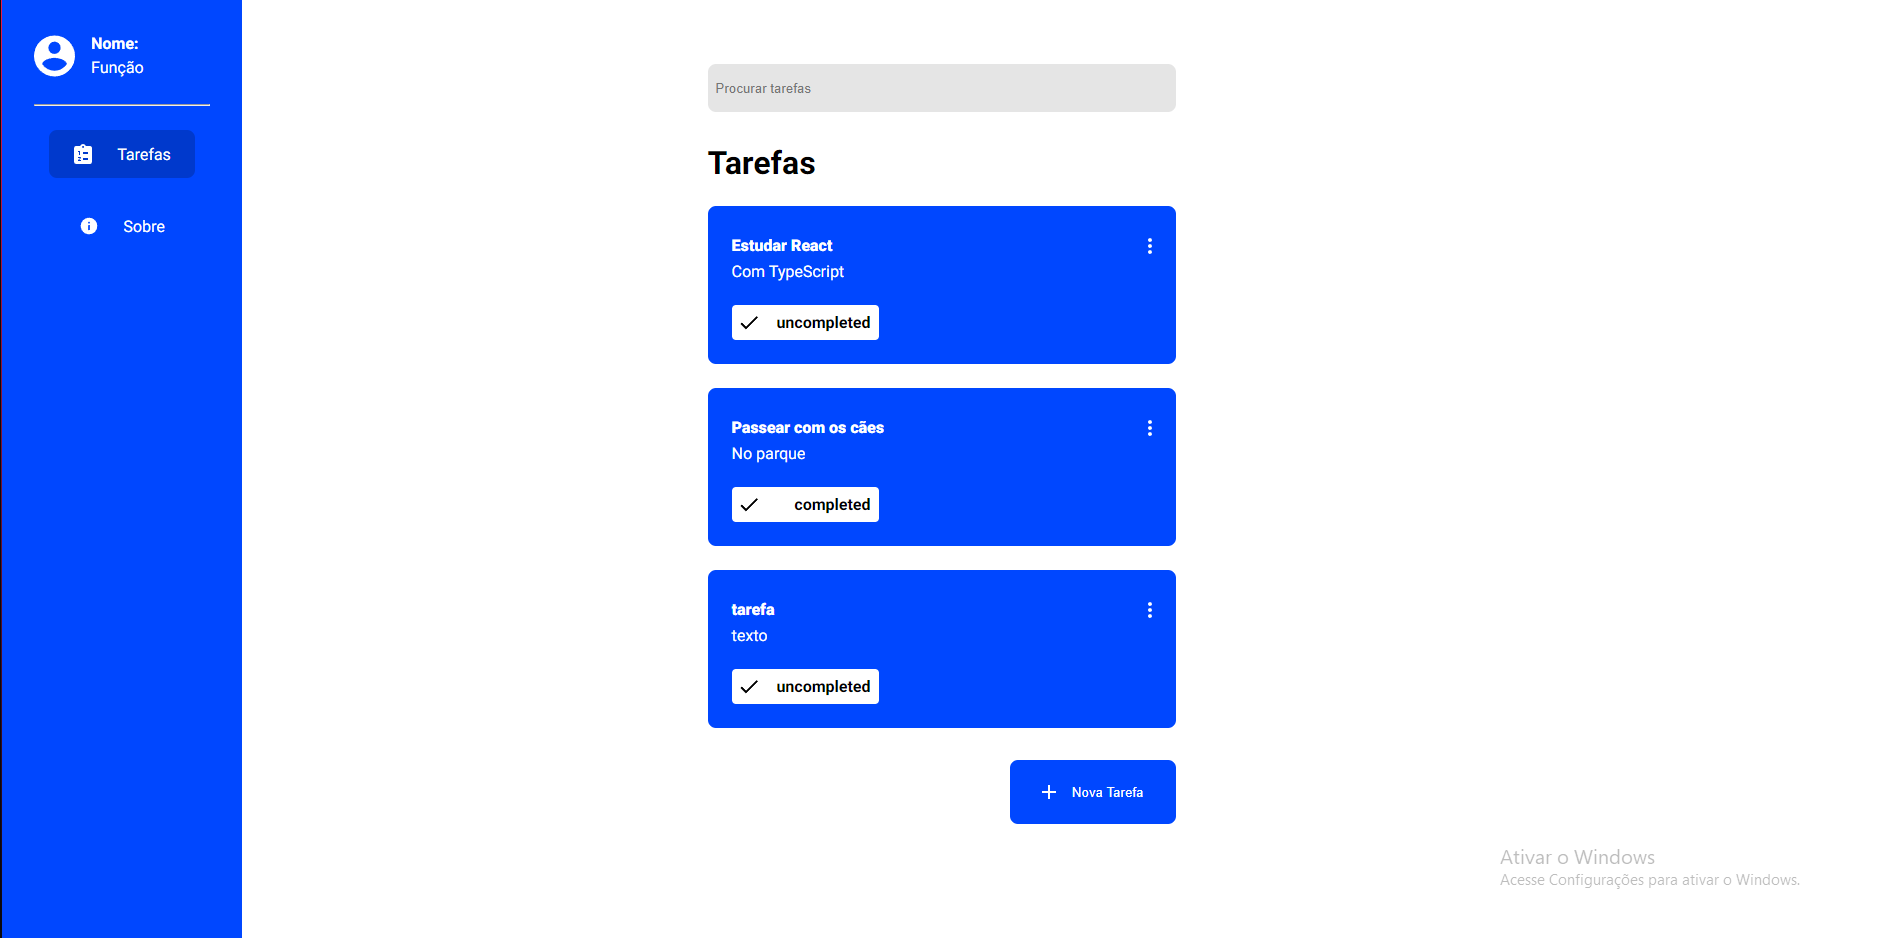 Nome:
Função
Tarefas
Sobre
Procurar tarefas
Tarefas
Estudar React
Com TypeScript
uncompleted
Passear com os cães
No parque
completed
tarefa
texto
uncompleted
Nova Tarefa
Ativar o Windows
Acesse Configurações para ativar o Windows.